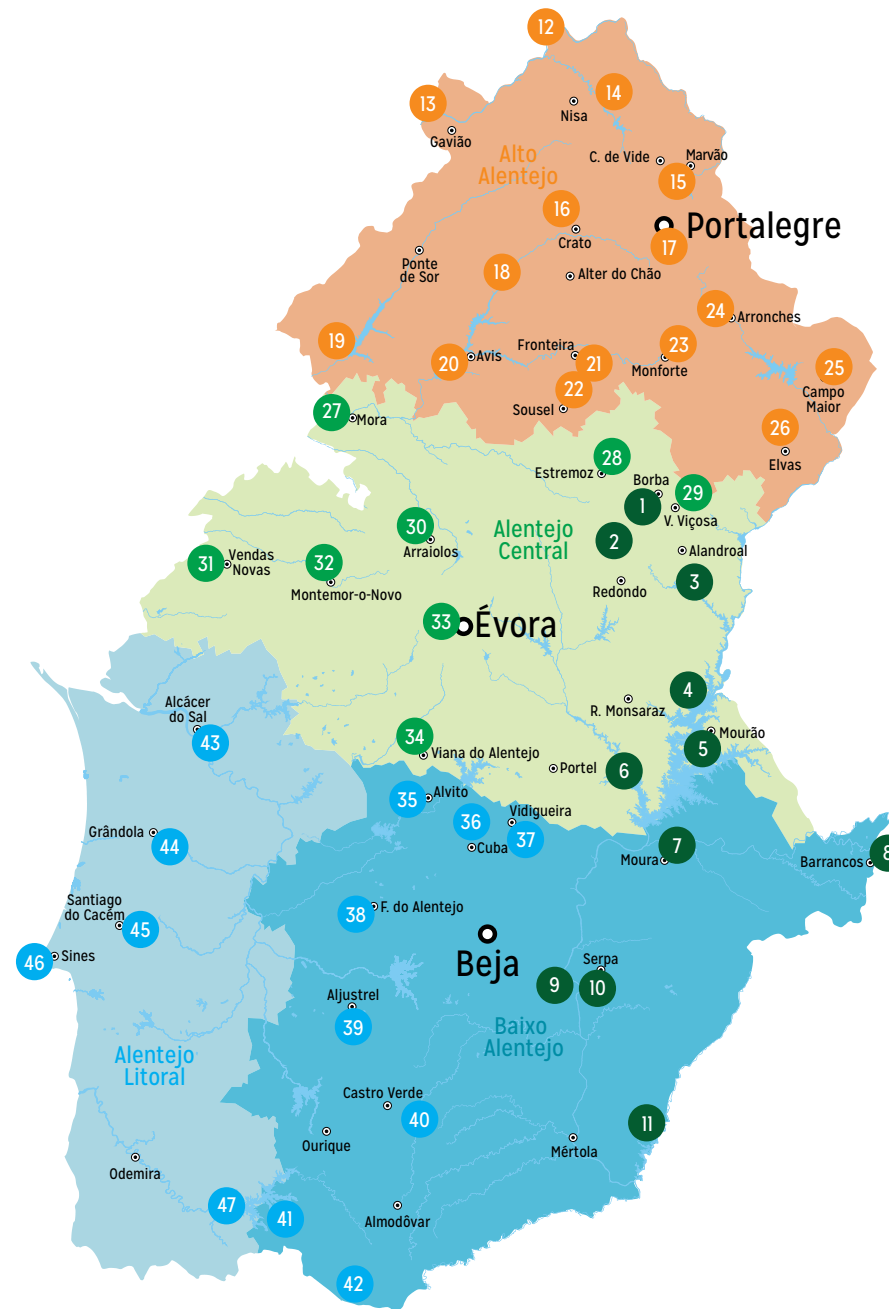 12
13
14
Nisa
Gavião
Alto
Alentejo
C. de Vide
Marvão
15
16
Portalegre
Crato
17
Ponte
de Sor
18
Alter do Chão
24
Arronches
19
Fronteira
23
20
Avis
21
Monforte
25
22
Campo
Maior
Sousel
27
Mora
26
Elvas
28
Estremoz
Borba
29
1
V. Viçosa
30
Arraiolos
Alentejo
Central
2
Alandroal
31
Vendas
Novas
32
Montemor-o-Novo
Redondo
3
33
Évora
4
R. Monsaraz
Alcácer
do Sal
43
34
Viana do Alentejo
Mourão
5
Portel
6
35
Alvito
36
Vidigueira
37
Grândola
44
Cuba
7
Moura
8
Barrancos
Santiago
do Cacém
45
38
F. do Alentejo
Beja
46
Sines
Serpa
9
10
Aljustrel
39
Baixo
Alentejo
Alentejo
Litoral
Castro Verde
40
11
Ourique
Mértola
Odemira
47
41
Almodôvar
42